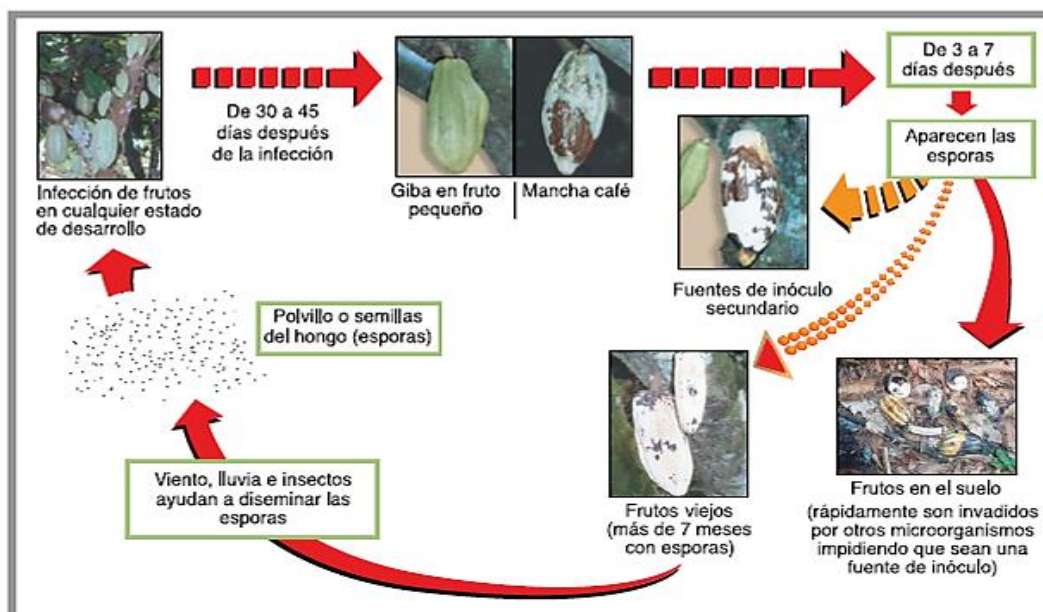 Infección de frutos
en cualquier estado
de desarrollo
De 30 a 45
días después
de la infección
Giba en fruto
pequeño
Mancha café
De 3 a 7
días después
Aparecen las
esporas
Fuentes de inóculo
secundario
Polvillo o semillas
del hongo (esporas)
Viento, lluvia e insectos
ayudan a diseminar las
esporas
Frutos viejos
(más de 7 meses
con esporas)
Frutos en el suelo
(rápidamente son invadidos
por otros microorganismos
impidiendo que sean una
fuente de inóculo)